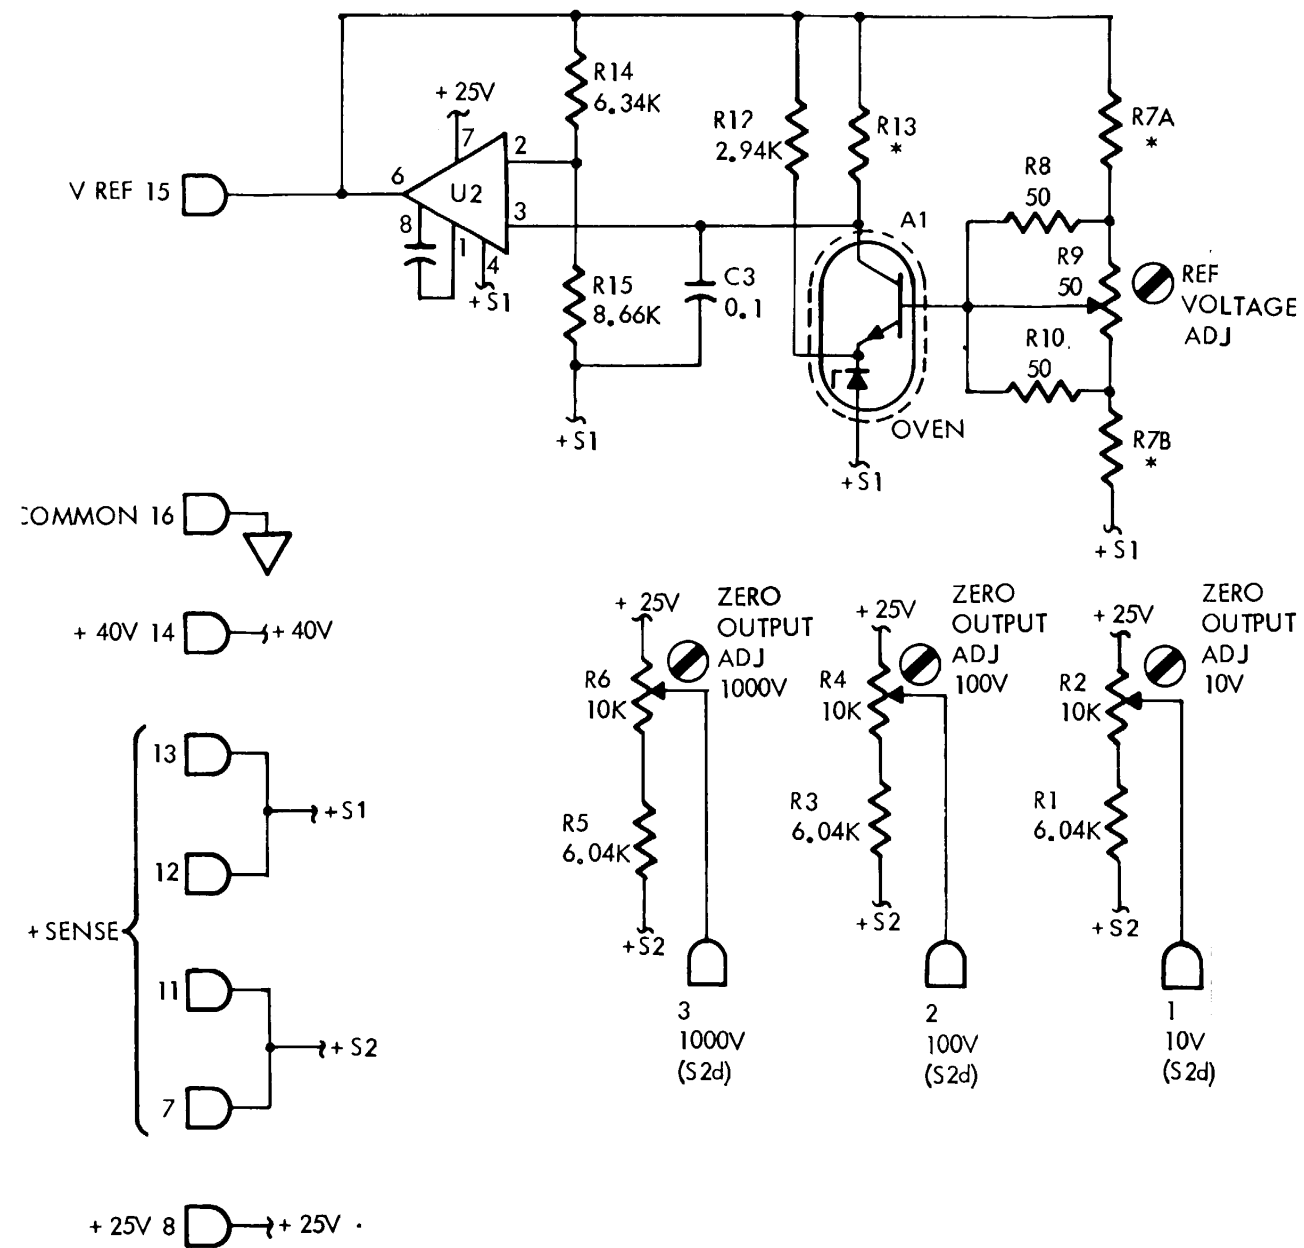 R14
6.34K
+ 25V
7
2
6
U2
3
8
1
4
+S1
V REF 15
R15
8.66K
C3
0.1
+S1
R12
2.94K
R13
*
A1
OVEN
+S1
R7A
*
R8
50
R9
50
REF
VOLTAGE
ADJ
R10
50
R7B
*
+S1
COMMON 16
+ 40V 14
+ 40V
13
12
+S1
+ SENSE
11
7
+ S2
+ 25V 8
+ 25V
+ 25V
ZERO
OUTPUT
ADJ
1000V
R6
10K
R5
6.04K
+S2
3
1000V
(S2d)
+ 25V
ZERO
OUTPUT
ADJ
100V
R4
10K
R3
6.04K
+S2
2
100V
(S2d)
+ 25V
ZERO
OUTPUT
ADJ
10V
R2
10K
R1
6.04K
+S2
1
10V
(S2d)